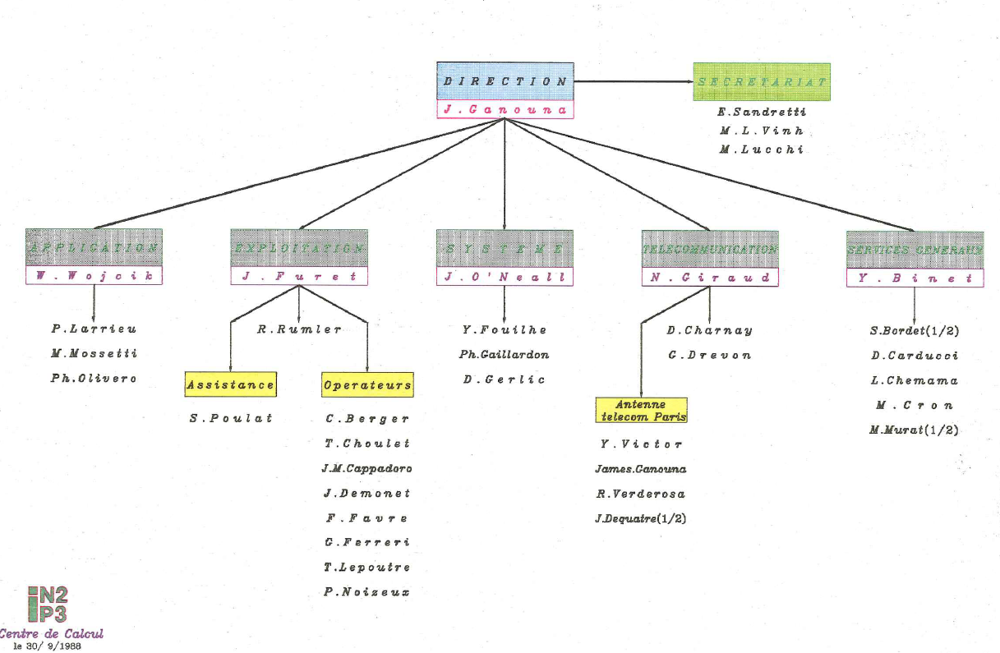 DIRECTION
J.Ganouna
SECRETARIAT
E.Sandretti
M.L.Vinh
M.Lucchi
APPLICATION
W.Wojcik
P.Larrieu
M.Mossetti
Ph.Olivero
EXPLOITATION
J.Furet
R.Rumler
Assistance
S.Poulat
Operateurs
C.Berger
T.Choulet
J.M.Cappadoro
J.Demonet
F.Favre
G.Ferreri
T.Lepoutre
P.Noizeux
SYSTEME
J.O'Neall
Y.Fouilhe
Ph.Gaillardon
D.Gerlic
TELECOMMUNICATION
N.Giraud
D.Charnay
G.Drevon
Antenne
telecom Paris
Y.Victor
James.Ganouna
R.Verderosa
J.Dequaire(1/2)
SERVICES GENERAUX
Y.Binet
S.Bordet(1/2)
D.Carducci
L.Chemama
M.Cron
M.Murat(1/2)
iN2
P3
Centre de Calcul
le 30/ 9/1988